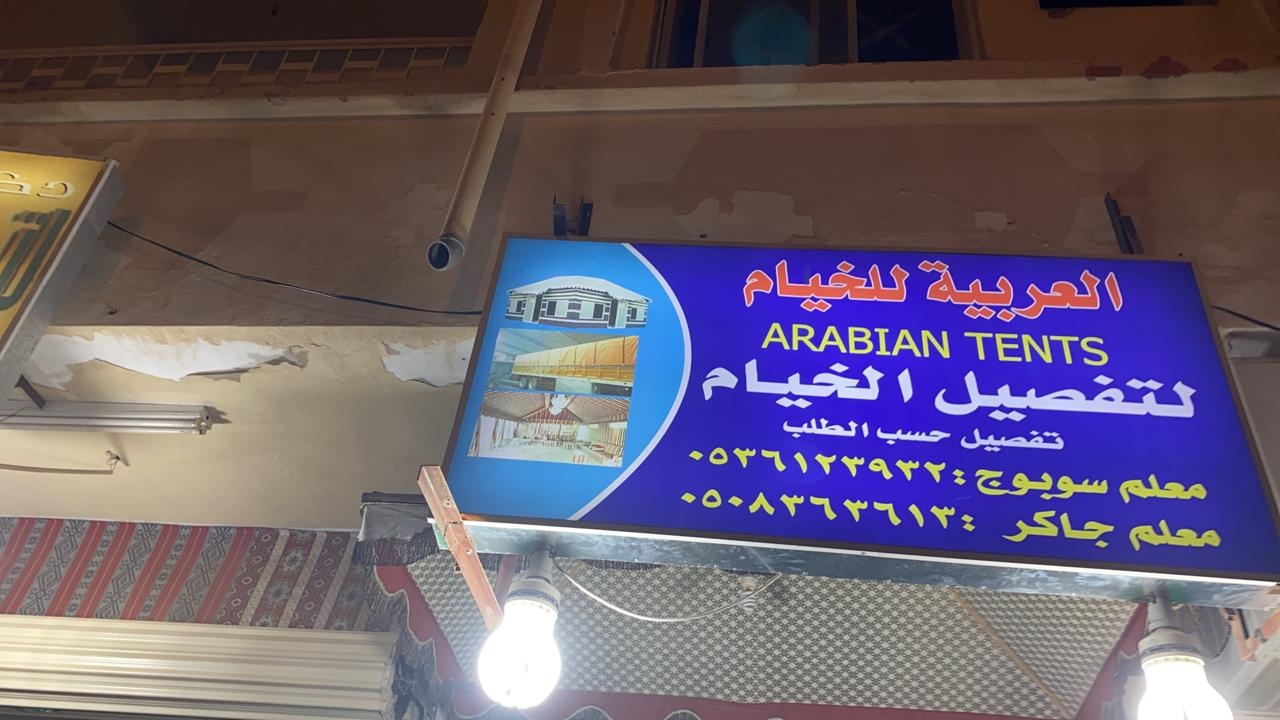 العربية للخيام
ARABIAN TENTS
لتفصيل الخيام
تفصيل حسب الطلب
معلم سوبوج : ٠٥٣٦١٢٣٩٣٢
معلم جاكر : ٠٥٠٨٣٦٣٦١٣